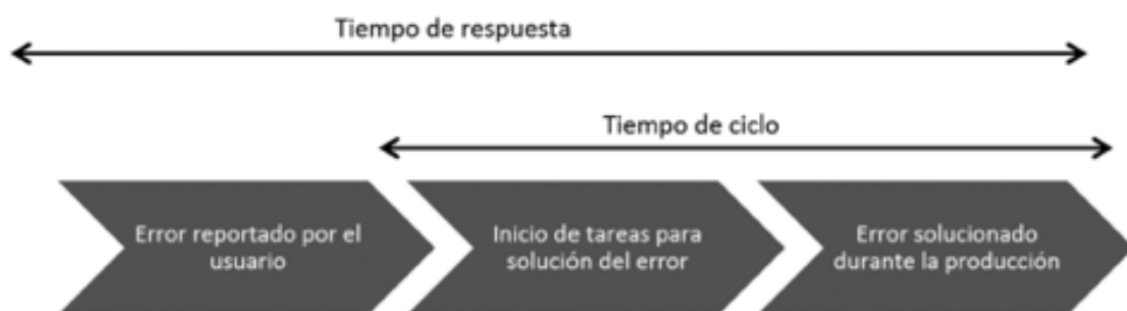 Tiempo de respuesta
Tiempo de ciclo
Error reportado por el
usuario
Inicio de tareas para
solución del error
Error solucionado
durante la producción